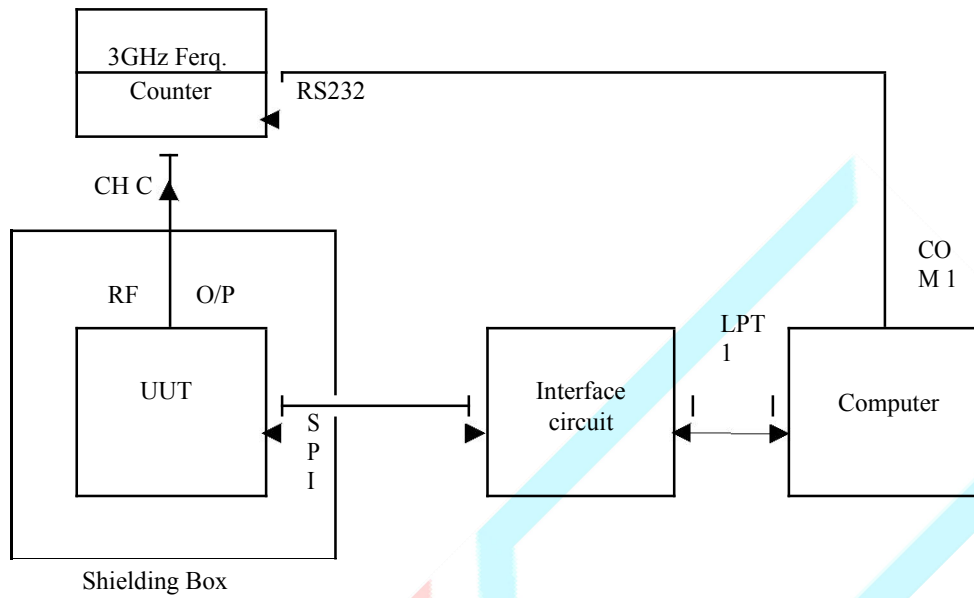 3GHz Ferq.
Counter
RS232
CH C
CO
M 1
RF O/P
LPT
1
UUT
Interface
circuit
Computer
S
P
I
Shielding Box